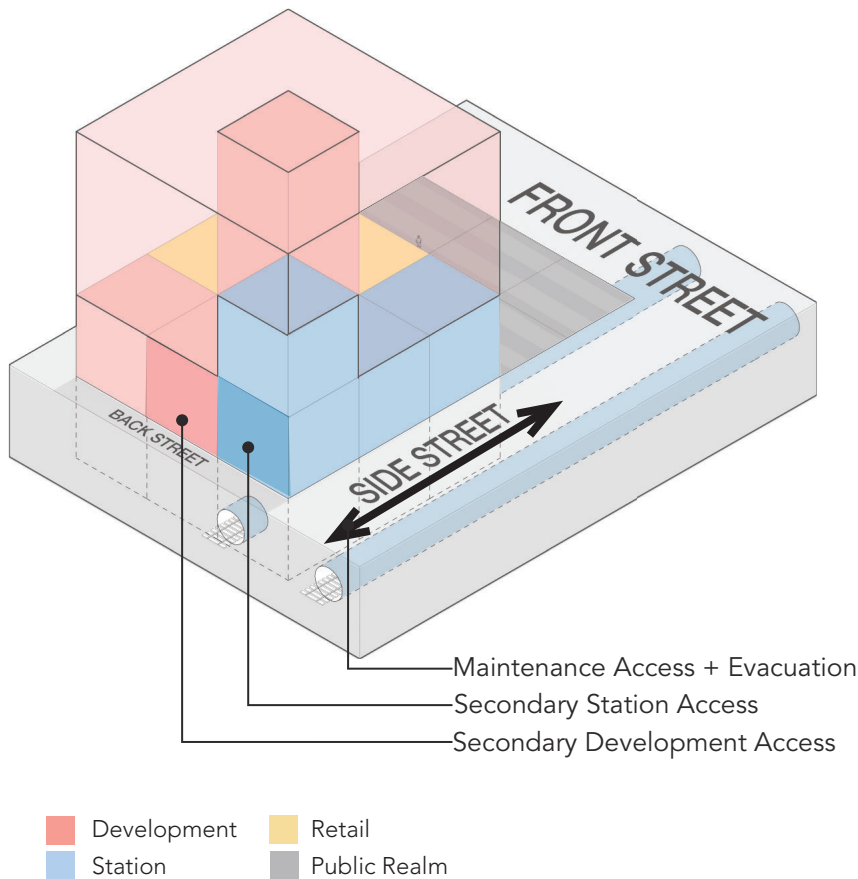 FRONT STREET
BACK STREET
SIDE STREET
Maintenance Access + Evacuation
Secondary Station Access
Secondary Development Access
Development
Retail
Station
Public Realm